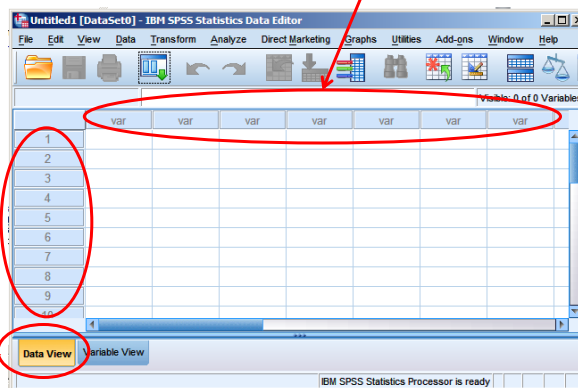 Untitled1 [DataSet0] - IBM SPSS Statistics Data Editor
File Edit View Data Transform Analyze Direct Marketing Graphs Utilities Add-ons Window Help
Visible: 0 of 0 Variables
var var var var var var var
1
2
3
4
5
6
7
8
9
10
Data View Variable View
IBM SPSS Statistics Processor is ready